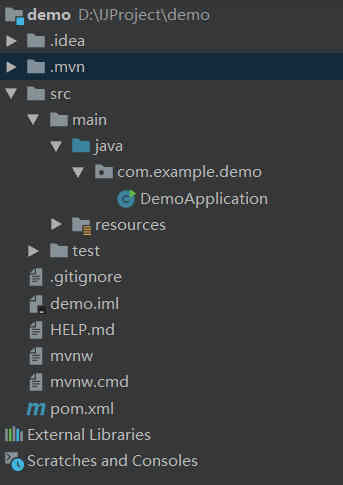 demo D:\IJProject\demo
.idea
.mvn
src
main
java
com.example.demo
DemoApplication
resources
test
.gitignore
demo.iml
HELP.md
mvnw
mvnw.cmd
pom.xml
External Libraries
Scratches and Consoles